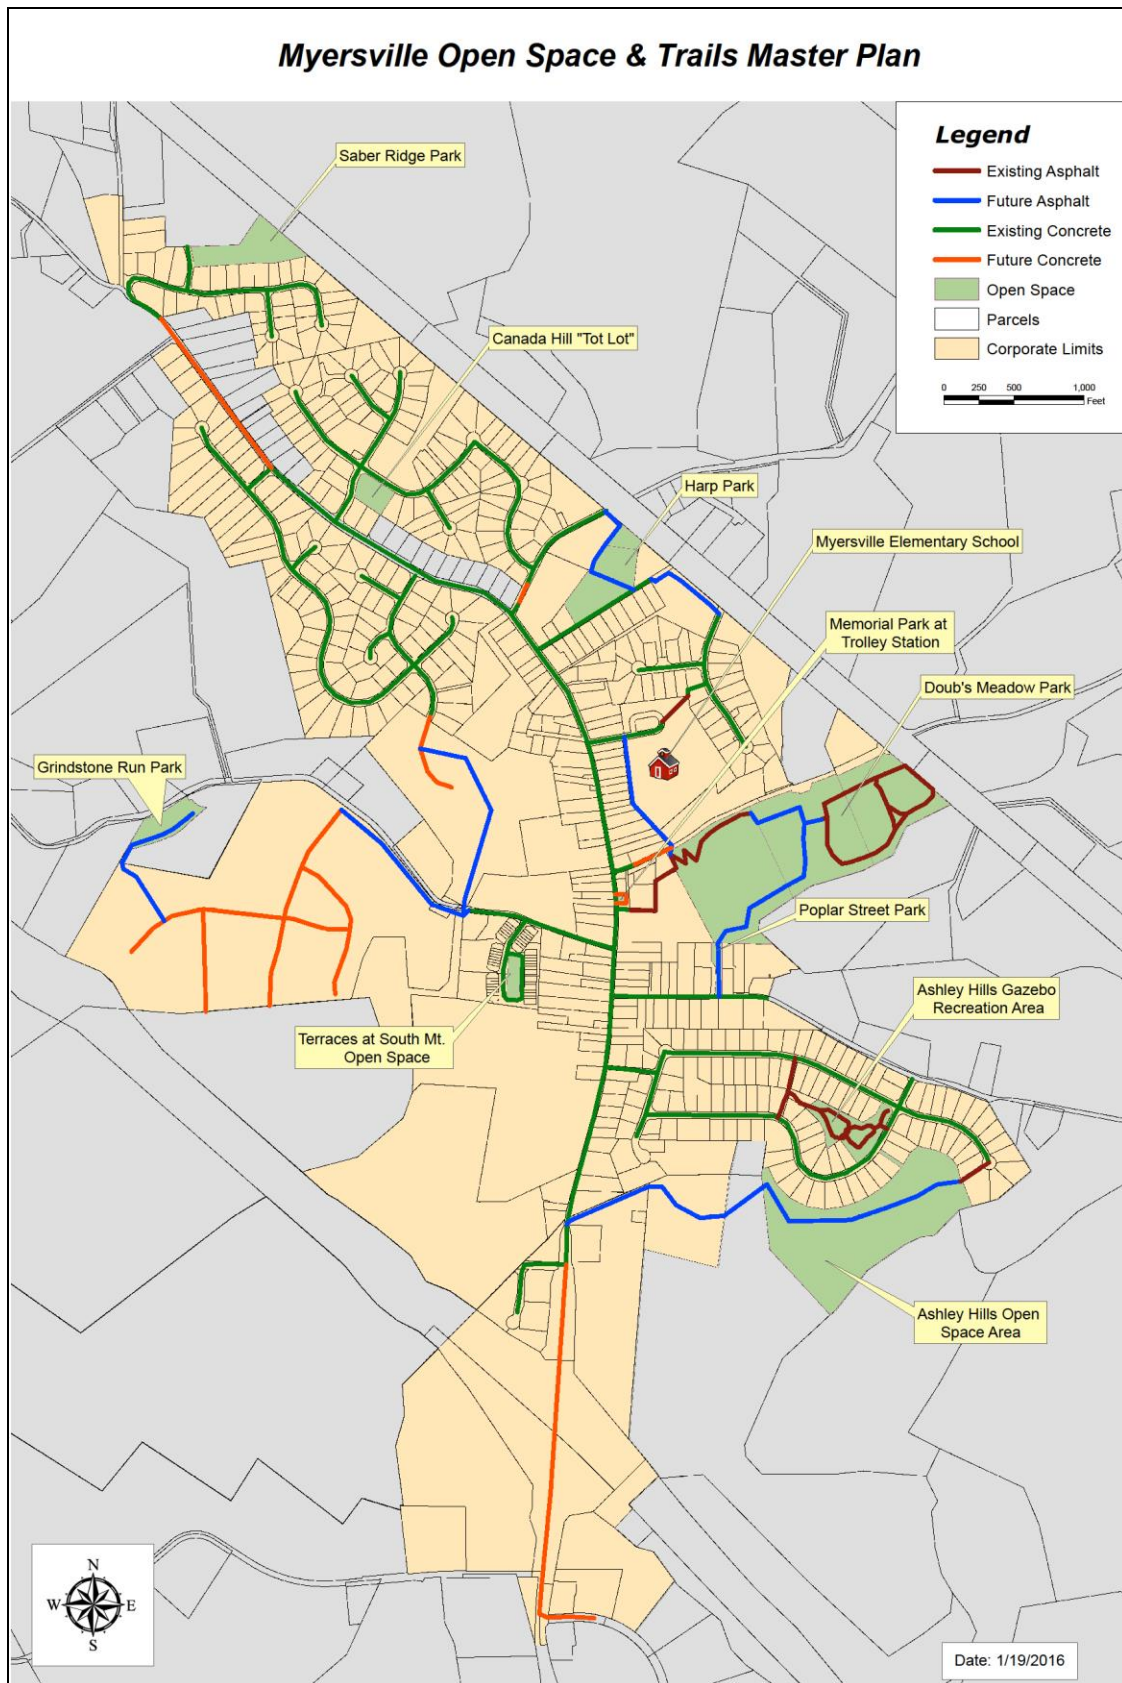 Myersville Open Space & Trails Master Plan
Legend
Existing Asphalt
Future Asphalt
Existing Concrete
Future Concrete
Open Space
Parcels
Corporate Limits
0 250 500 1,000
Feet
Saber Ridge Park
Canada Hill "Tot Lot"
Harp Park
Myersville Elementary School
Memorial Park at
Trolley Station
Doub's Meadow Park
Grindstone Run Park
Poplar Street Park
Ashley Hills Gazebo
Recreation Area
Terraces at South Mt.
Open Space
Ashley Hills Open
Space Area
N
W E
S
Date: 1/19/2016